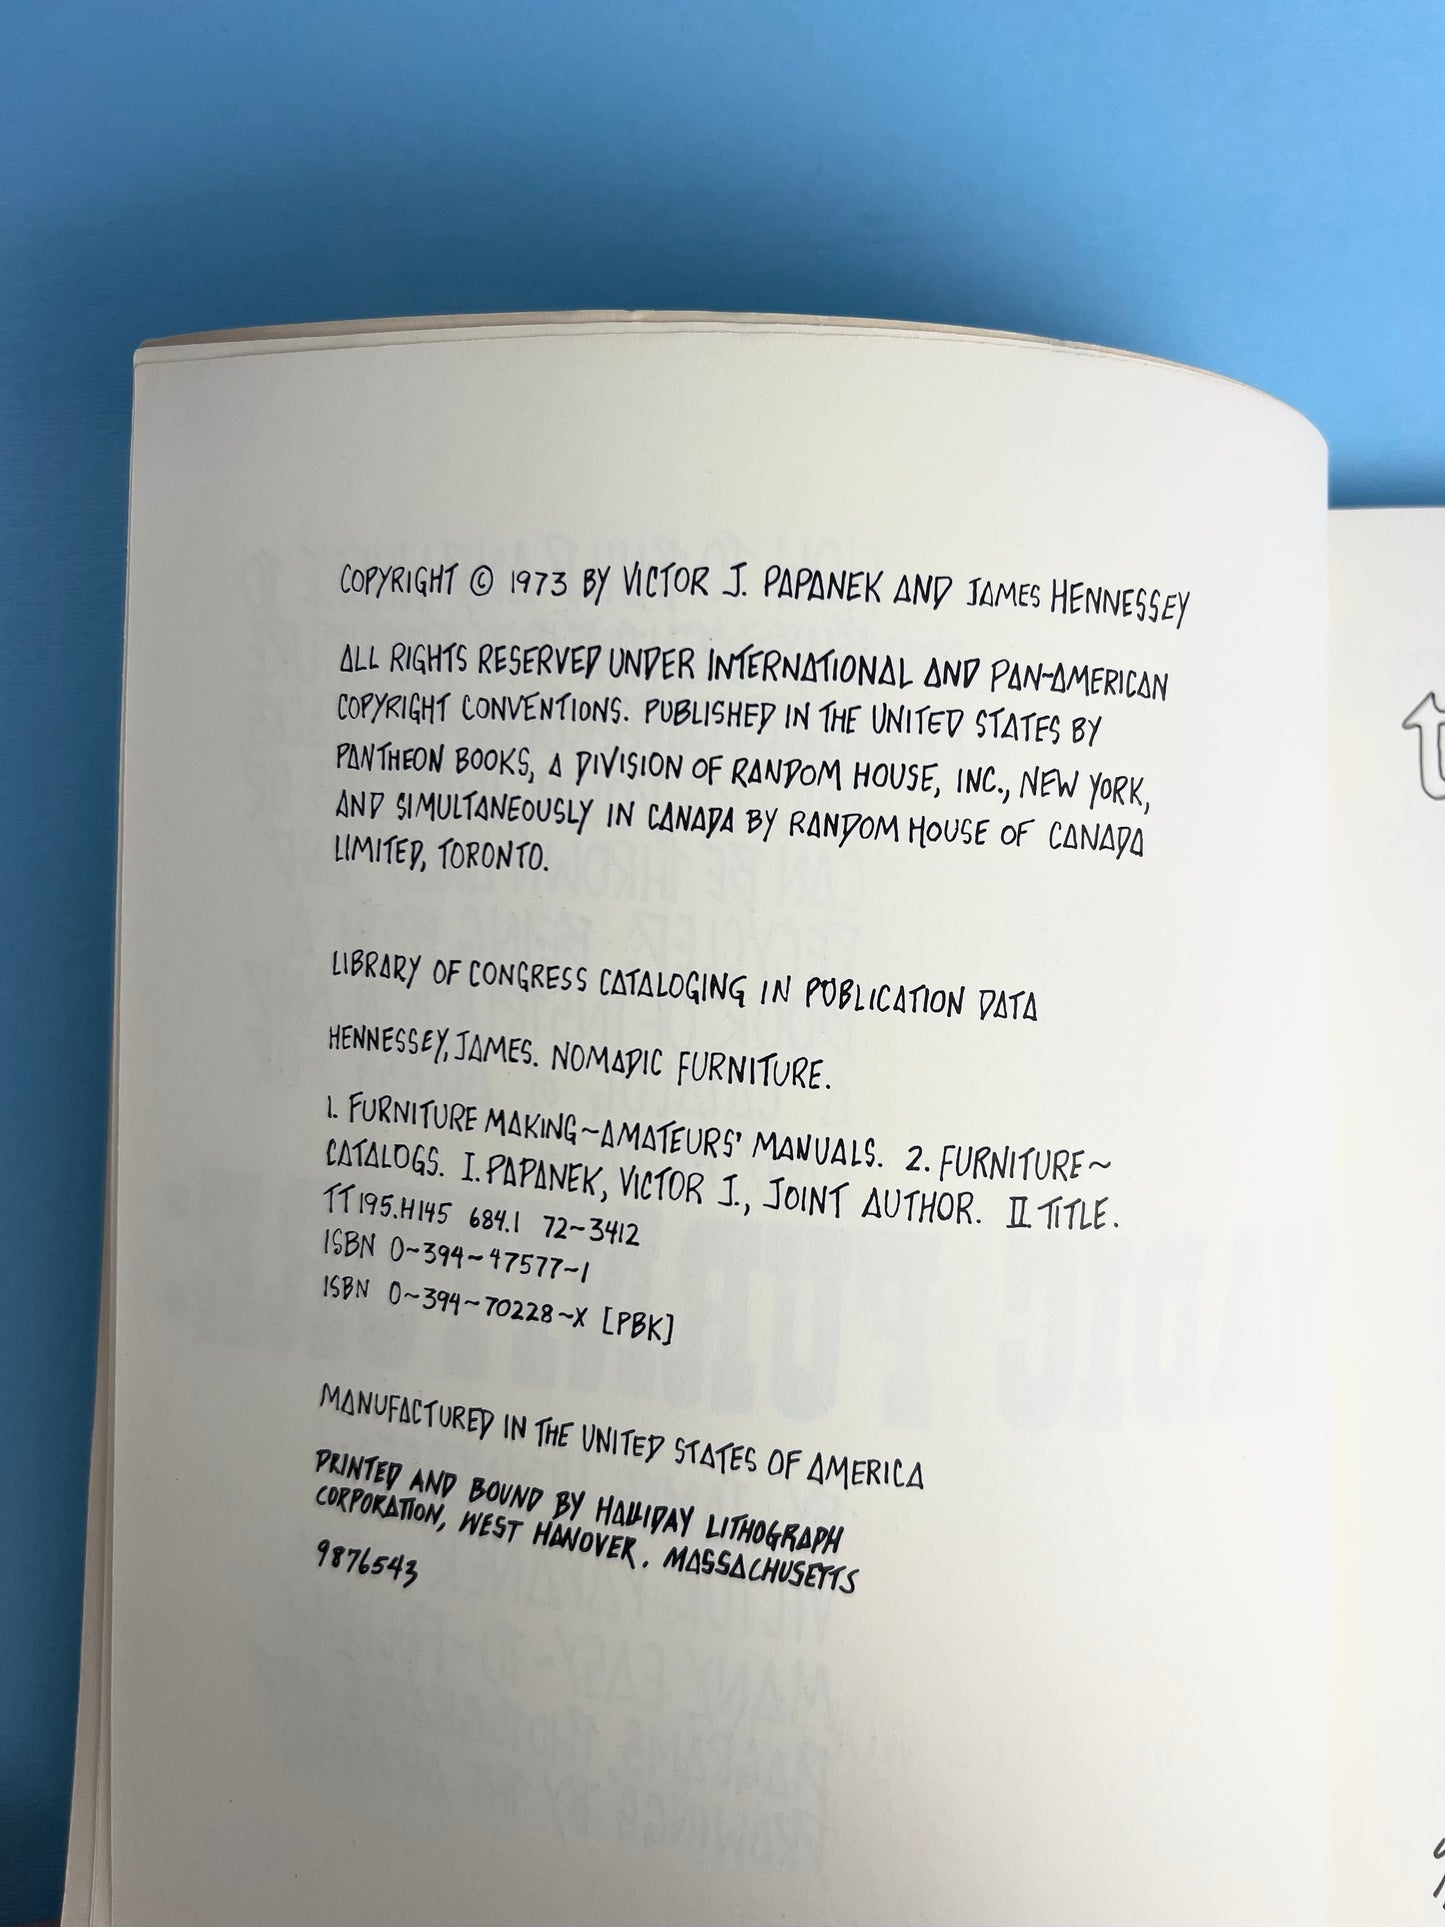 COPYRIGHT © 1973 BY VICTOR J. PAPANEK AND JAMES HENNESSEY
ALL RIGHTS RESERVED UNDER INTERNATIONAL AND PAN~AMERICAN
COPYRIGHT CONVENTIONS. PUBLISHED IN THE UNITED STATES BY
PANTHEON BOOKS, A DIVISION OF RANDOM HOUSE, INC., NEW YORK,
AND SIMULTANEOUSLY IN CANADA BY RANDOM HOUSE OF CANADA
LIMITED, TORONTO.
LIBRARY OF CONGRESS CATALOGING IN PUBLICATION DATA
HENNESSEY, JAMES. NOMADIC FURNITURE.
1. FURNITURE MAKING~AMATEURS' MANUALS. 2. FURNITURE~
CATALOGS. I. PAPANEK, VICTOR J., JOINT AUTHOR. II. TITLE.
TT195.H145 684.1 72~3412
ISBN 0~394~47577~1
ISBN 0~394~70228~X [PBK]
MANUFACTURED IN THE UNITED STATES OF AMERICA
PRINTED AND BOUND BY HALLIDAY LITHOGRAPH
CORPORATION, WEST HANOVER. MASSACHUSETTS
9876543